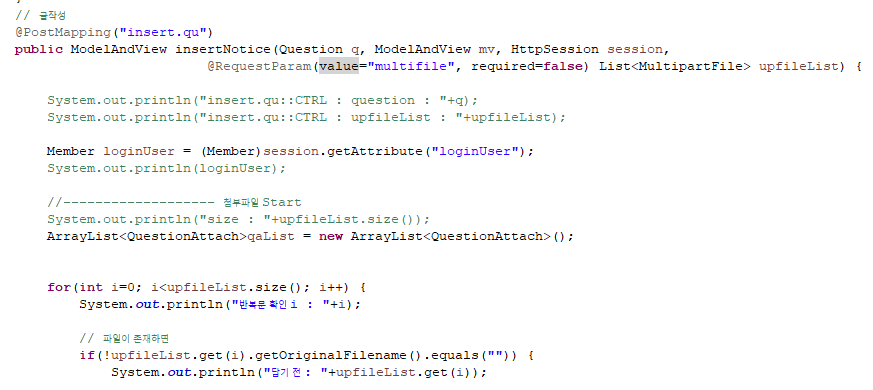 // 글작성
@PostMapping("insert.qu")
public ModelAndView insertNotice(Question q, ModelAndView mv, HttpSession session,
@RequestParam(value="multifile", required=false) List<MultipartFile> upfileList) {
System.out.println("insert.qu::CTRL : question : "+q);
System.out.println("insert.qu::CTRL : upfileList : "+upfileList);
Member loginUser = (Member)session.getAttribute("loginUser");
System.out.println(loginUser);
//------------------- 첨부파일 Start
System.out.println("size : "+upfileList.size());
ArrayList<QuestionAttach>qaList = new ArrayList<QuestionAttach>();
for(int i=0; i<upfileList.size(); i++) {
System.out.println("반복문 확인 i : "+i);
// 파일이 존재하면
if(!upfileList.get(i).getOriginalFilename().equals("")) {
System.out.println("담기 전 : "+upfileList.get(i));